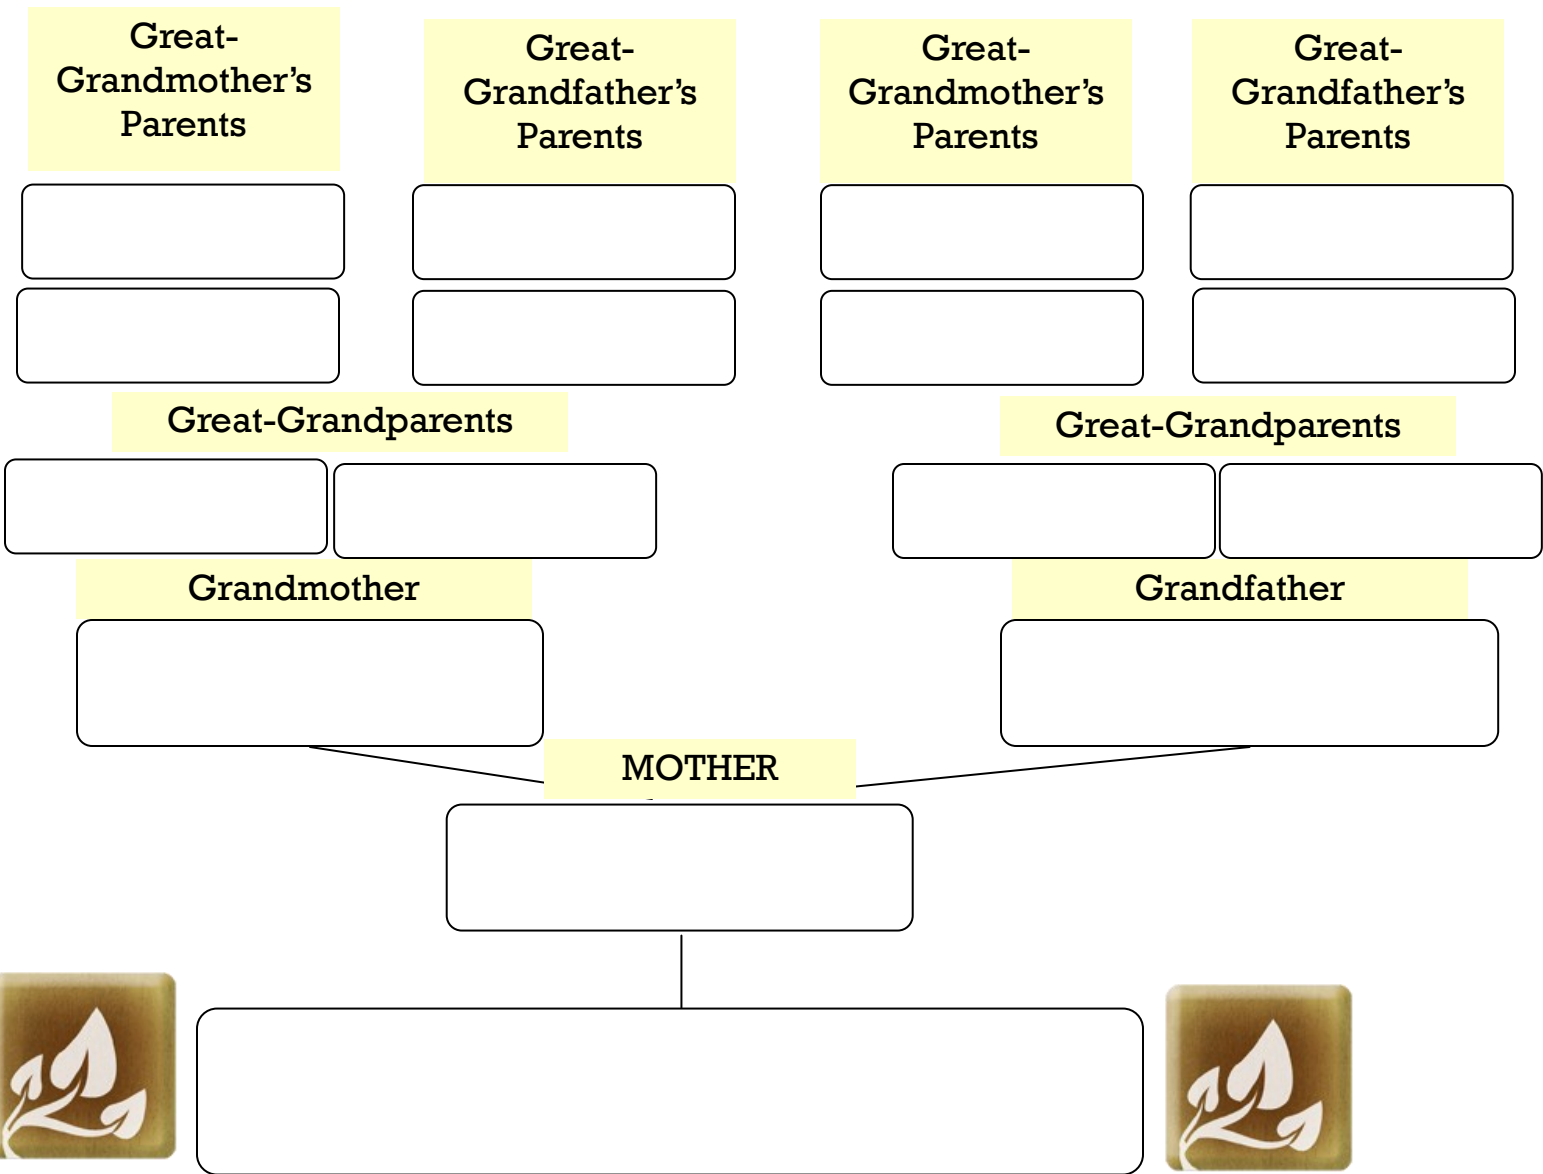 Great-
Grandmother’s
Parents
Great-
Grandfather’s
Parents
Great-
Grandmother’s
Parents
Great-
Grandfather’s
Parents
Great-Grandparents
Great-Grandparents
Grandmother
Grandfather
MOTHER